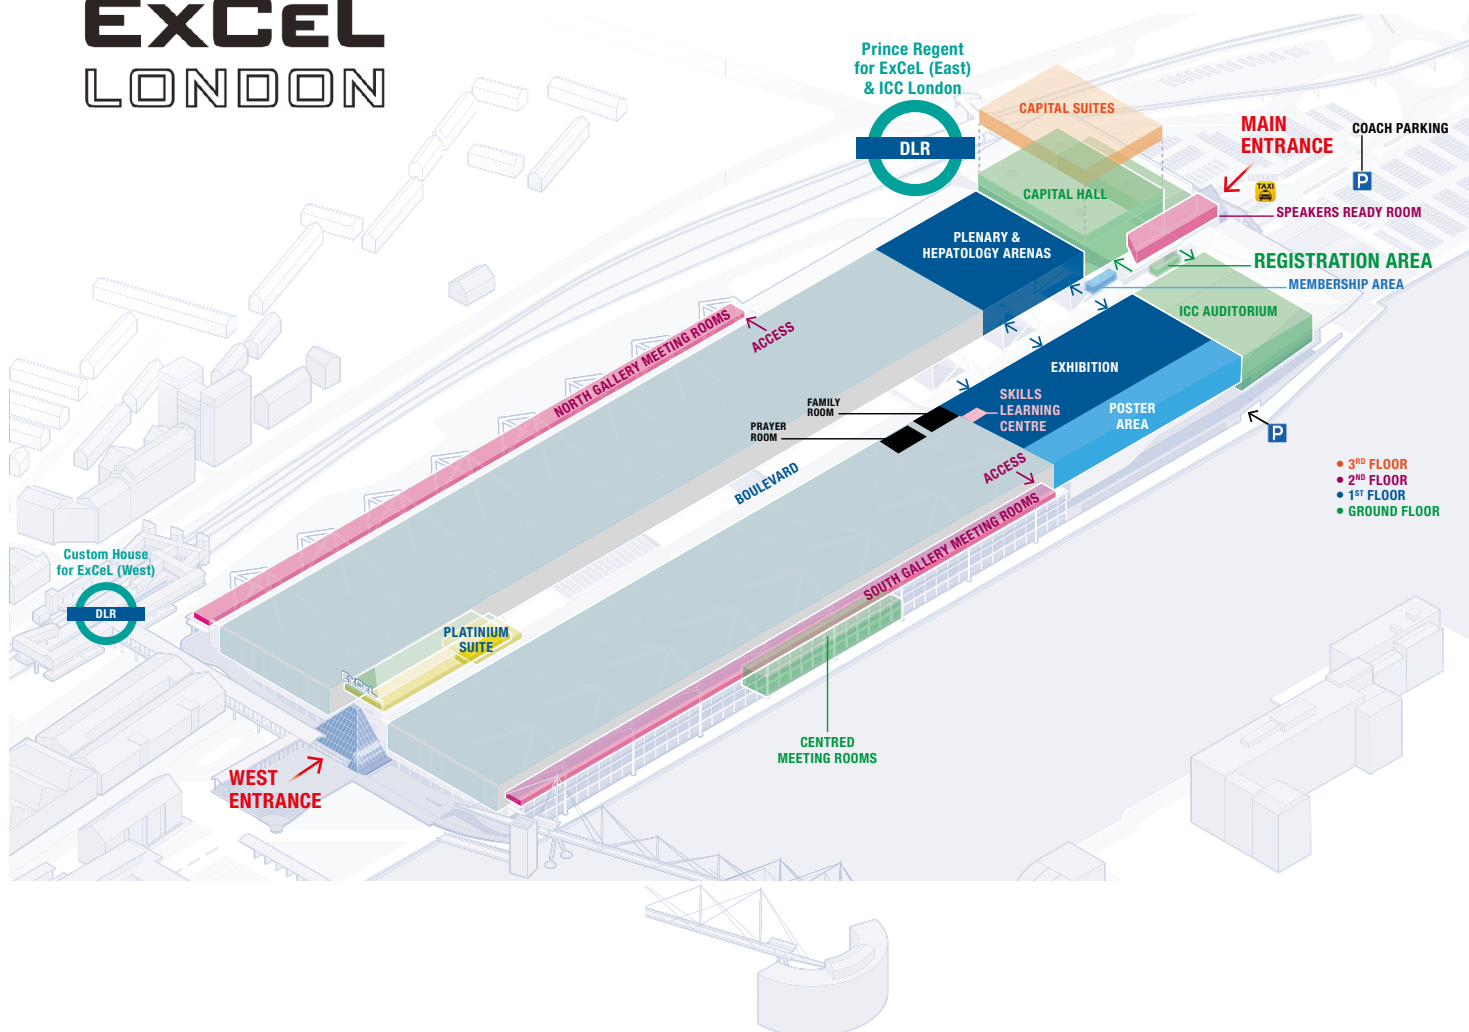 ExCeL
LONDON
Prince Regent
for ExCeL (East)
& ICC London
DLR
CAPITAL SUITES
MAIN
ENTRANCE
COACH PARKING
P
TAXI
CAPITAL HALL
SPEAKERS READY ROOM
PLENARY &
HEPATOLOGY ARENAS
REGISTRATION AREA
MEMBERSHIP AREA
ICC AUDITORIUM
NORTH GALLERY MEETING ROOMS
ACCESS
EXHIBITION
SKILLS
LEARNING
CENTRE
FAMILY
ROOM
POSTER
AREA
PRAYER
ROOM
P
BOULEVARD
ACCESS
• 3RD FLOOR
• 2ND FLOOR
• 1ST FLOOR
• GROUND FLOOR
SOUTH GALLERY MEETING ROOMS
Custom House
for ExCeL (West)
DLR
PLATINIUM
SUITE
EXCEL
CENTRED
MEETING ROOMS
WEST
ENTRANCE